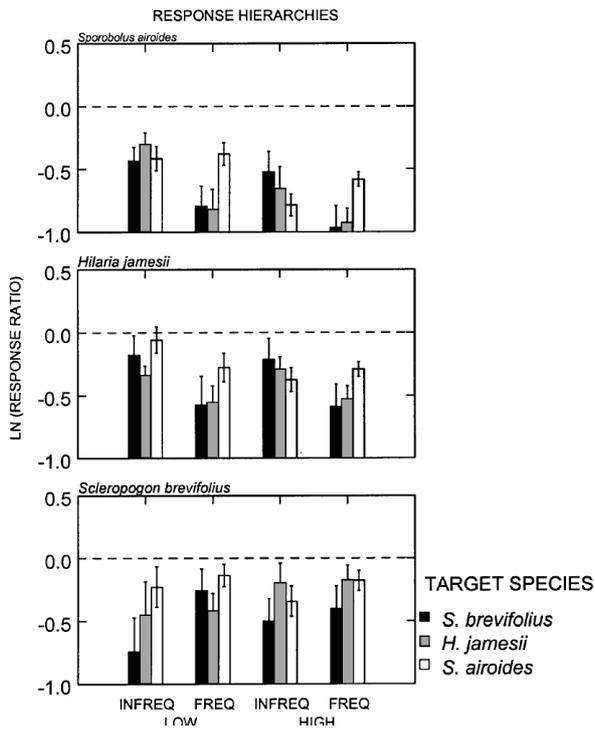 RESPONSE HIERARCHIES
Sporobolus airoides
0.5
0.0
-0.5
-1.0
Hilaria jamesii
0.5
0.0
-0.5
-1.0
LN (RESPONSE RATIO)
Scleropogon brevifolius
0.5
0.0
-0.5
-1.0
INFREQ FREQ INFREQ FREQ
LOW HIGH
TARGET SPECIES
S. brevifolius
H. jamesii
S. airoides